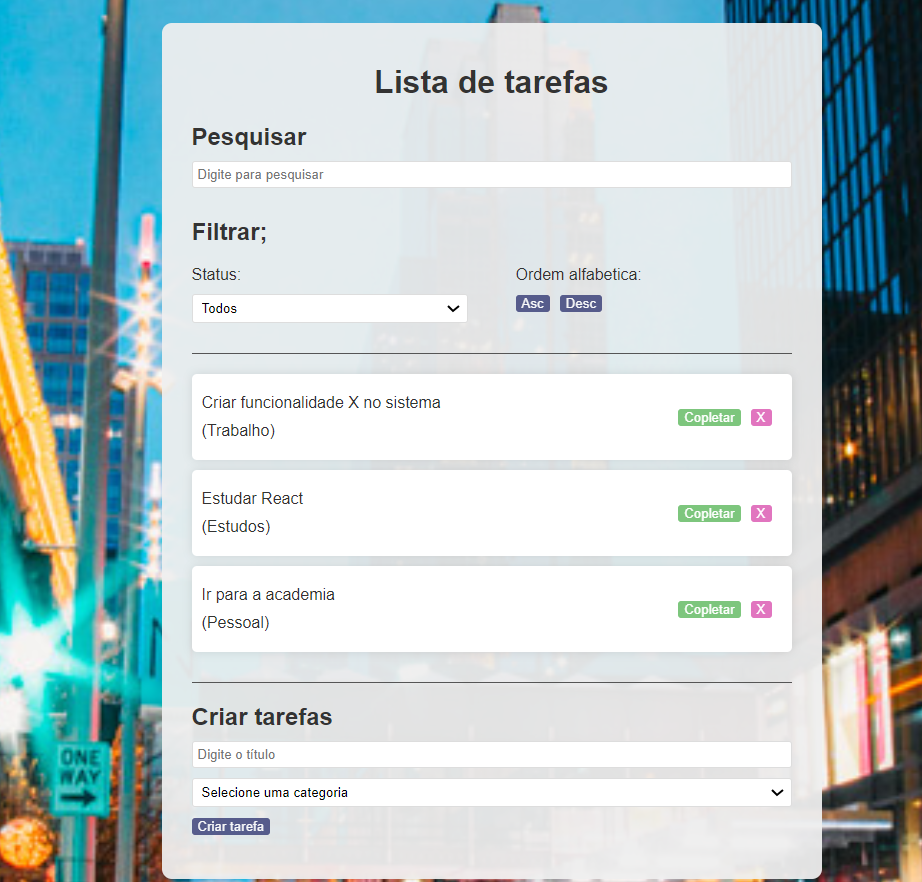 Lista de tarefas
Pesquisar
Digite para pesquisar
Filtrar;
Status:
Todos
Ordem alfabetica:
Asc Desc
Criar funcionalidade X no sistema
(Trabalho)
Copletar X
Estudar React
(Estudos)
Copletar X
Ir para a academia
(Pessoal)
Copletar X
Criar tarefas
Digite o título
Selecione uma categoria
Criar tarefa
ONE
WAY